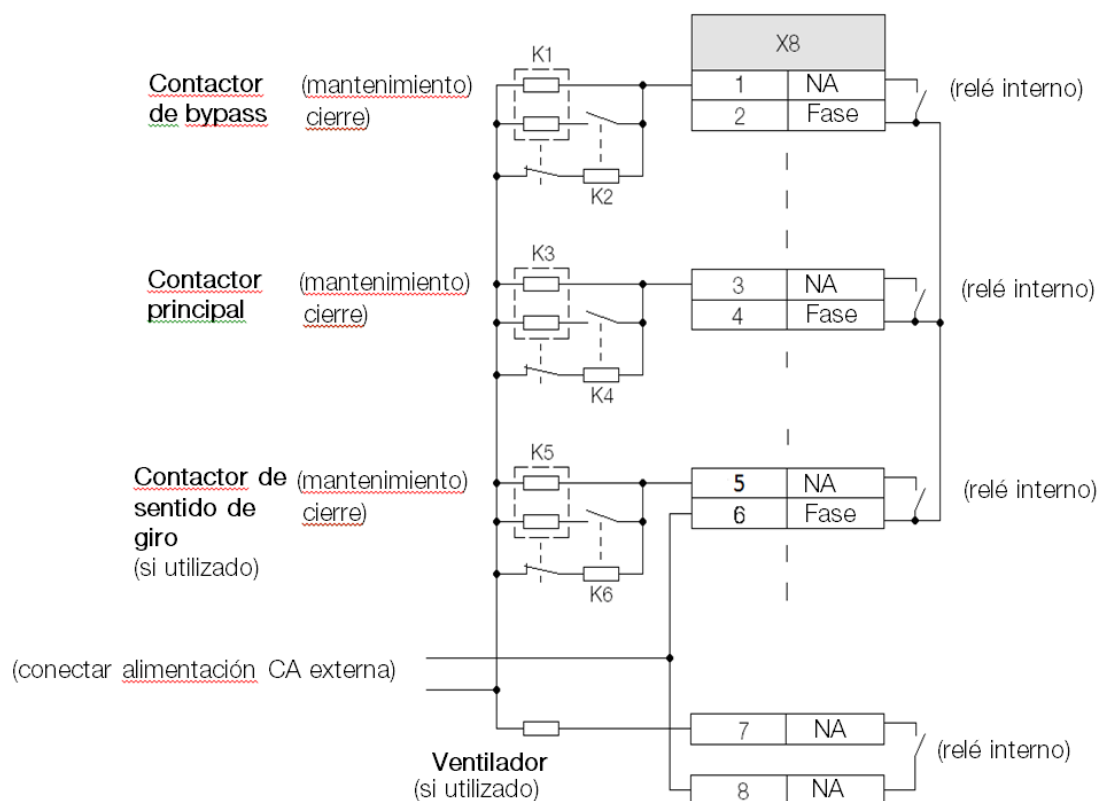 X8
K1
Contactor (mantenimiento)
de bypass cierre)
1 NA
2 Fase
(relé interno)
K2
K3
Contactor (mantenimiento)
principal cierre)
3 NA
4 Fase
(relé interno)
K4
K5
Contactor de (mantenimiento)
sentido de cierre)
giro
(si utilizado)
5 NA
6 Fase
(relé interno)
K6
(conectar alimentación CA externa)
7 NA
(relé interno)
Ventilador
(si utilizado)
8 NA